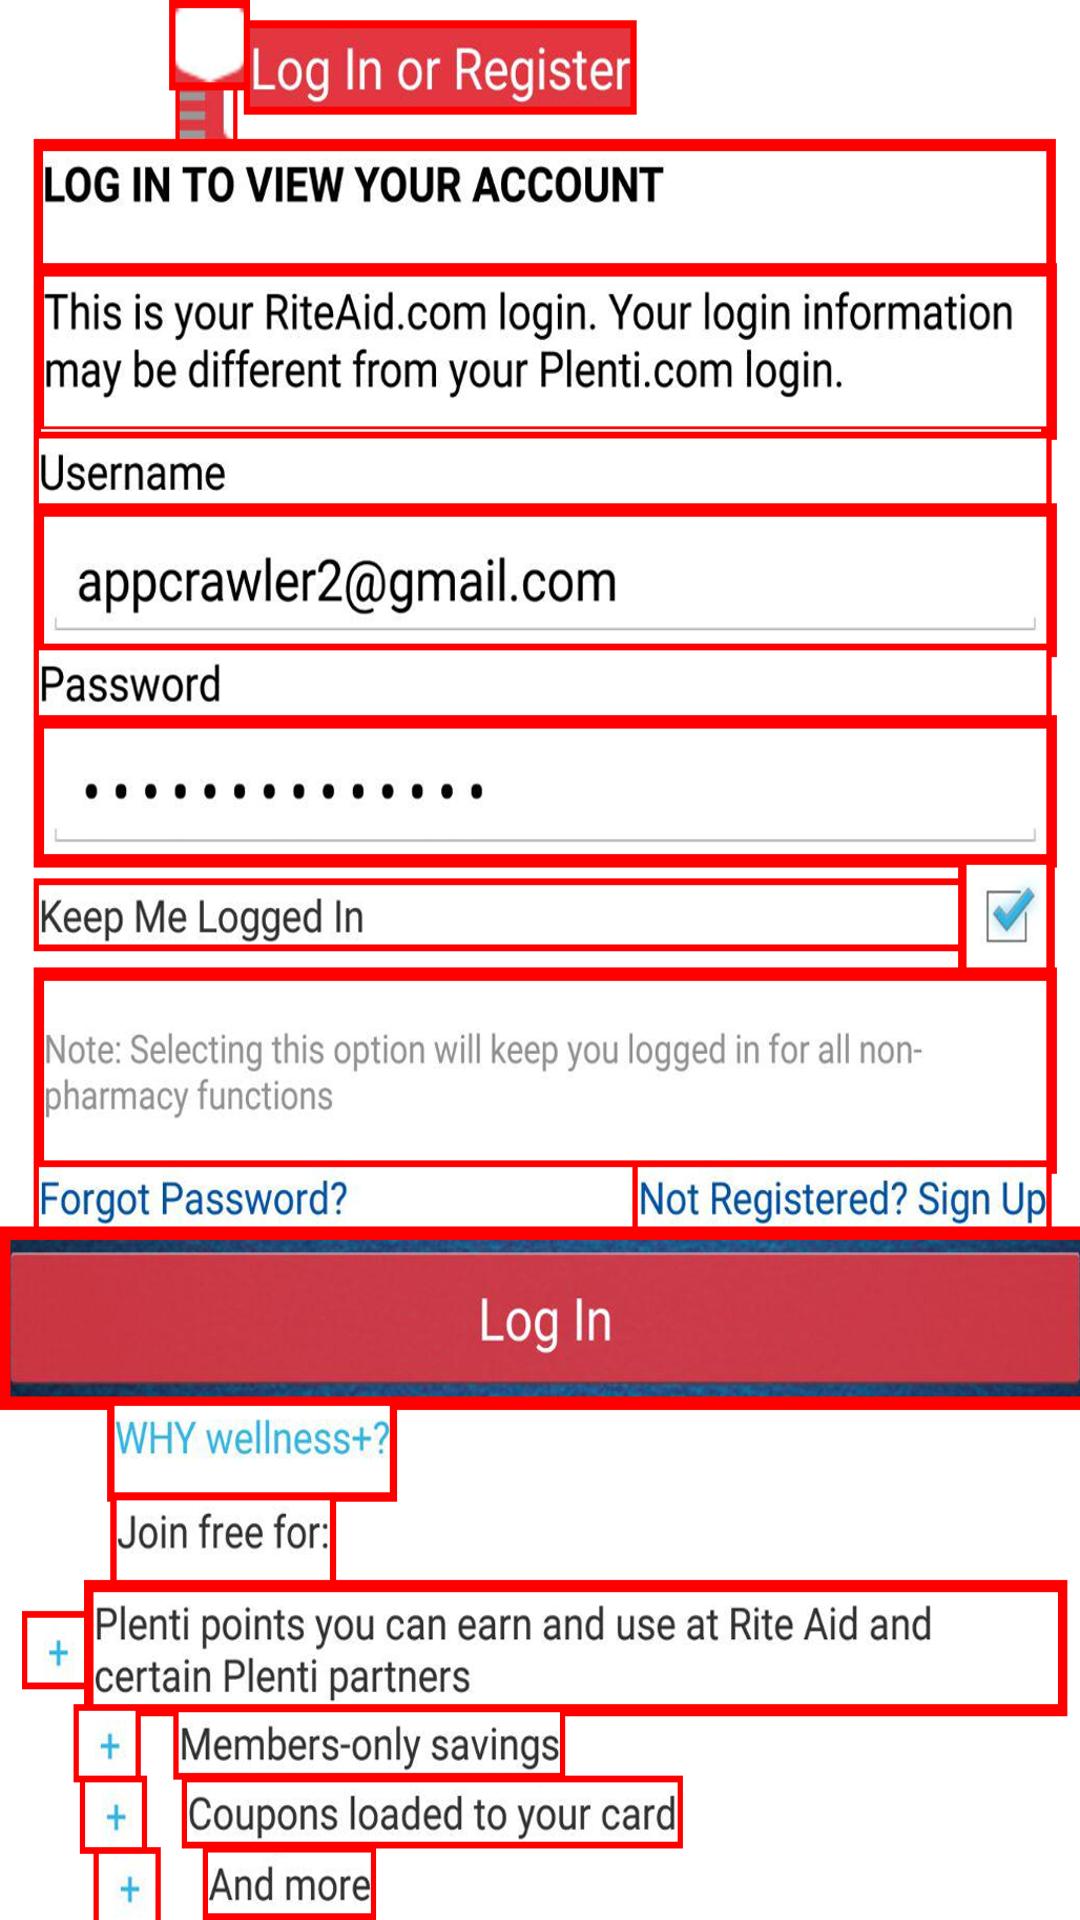 Log In or Register
LOG IN TO VIEW YOUR ACCOUNT
This is your RiteAid.com login. Your login information
may be different from your Plenti.com login.
Username
appcrawler2@gmail.com
Password
••••••••••••••
Keep Me Logged In
Note: Selecting this option will keep you logged in for all non-
pharmacy functions
Forgot Password? Not Registered? Sign Up
Log In
WHY wellness+?
Join free for:
+ Plenti points you can earn and use at Rite Aid and
certain Plenti partners
+ Members-only savings
+ Coupons loaded to your card
+ And more